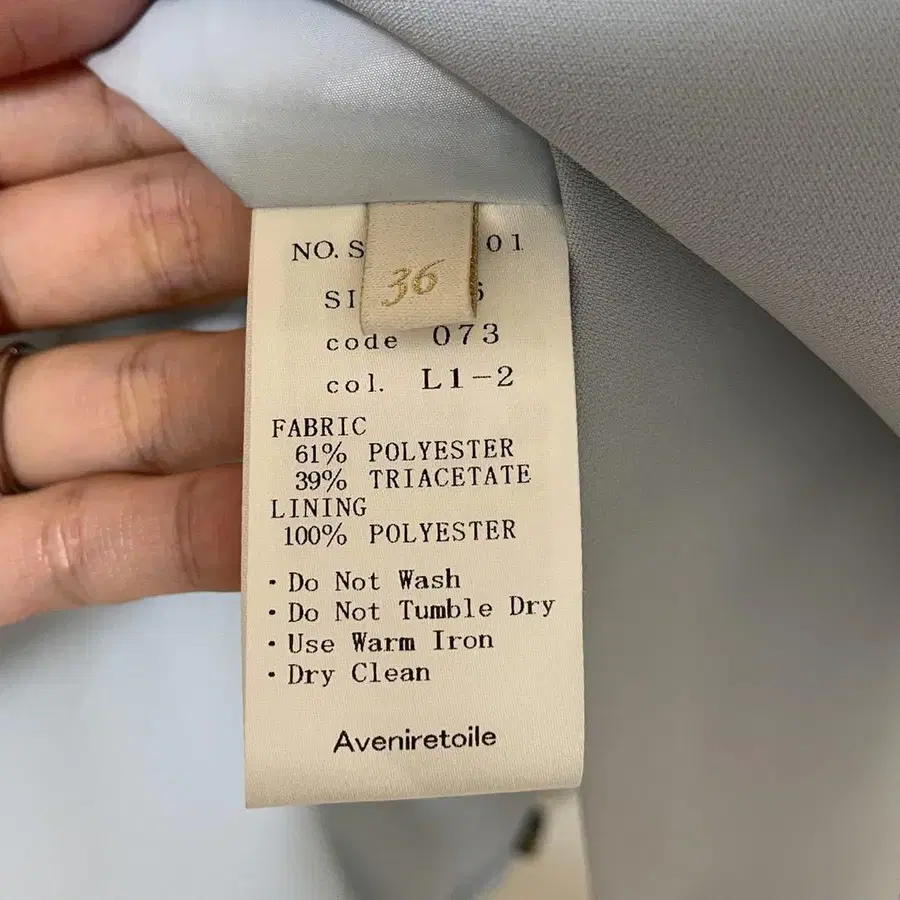 NO. S 01
36
code 073
col. L1-2
FABRIC
61% POLYESTER
39% TRIACETATE
LINING
100% POLYESTER
・Do Not Wash
・Do Not Tumble Dry
・Use Warm Iron
・Dry Clean
Aveniretoile